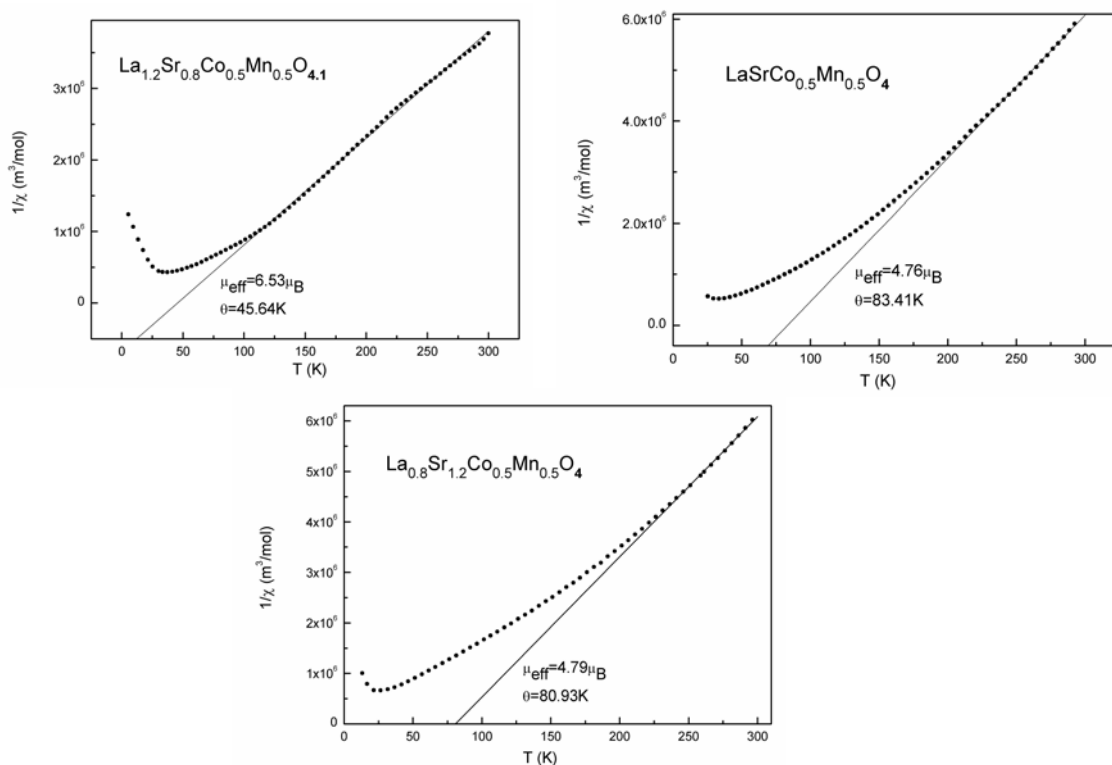 La1.2Sr0.8Co0.5Mn0.5O4.1
3x10^6
2x10^6
1x10^6
0
1/χ (m^3/mol)
μeff=6.53μB
θ=45.64K
0 50 100 150 200 250 300
T (K)
LaSrCo0.5Mn0.5O4
6.0x10^6
4.0x10^6
2.0x10^6
0.0
1/χ (m^3/mol)
μeff=4.76μB
θ=83.41K
0 50 100 150 200 250 300
T (K)
La0.8Sr1.2Co0.5Mn0.5O4
6x10^6
5x10^6
4x10^6
3x10^6
2x10^6
1x10^6
0
1/χ (m^3/mol)
μeff=4.79μB
θ=80.93K
0 50 100 150 200 250 300
T (K)